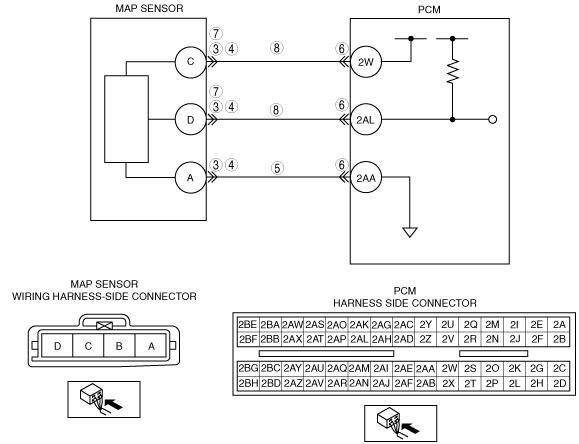 MAP SENSOR
PCM
⑦
③ ④ ⑧ ⑥
C 2W
⑦
③ ④ ⑧ ⑥
D 2AL
③ ④ ⑤ ⑥
A 2AA
MAP SENSOR
WIRING HARNESS-SIDE CONNECTOR
D C B A
PCM
HARNESS SIDE CONNECTOR
2BE 2BA 2AW 2AS 2AO 2AK 2AG 2AC 2Y 2U 2Q 2M 2I 2E 2A
2BF 2BB 2AX 2AT 2AP 2AL 2AH 2AD 2Z 2V 2R 2N 2J 2F 2B
2BG 2BC 2AY 2AU 2AQ 2AM 2AI 2AE 2AA 2W 2S 2O 2K 2G 2C
2BH 2BD 2AZ 2AV 2AR 2AN 2AJ 2AF 2AB 2X 2T 2P 2L 2H 2D